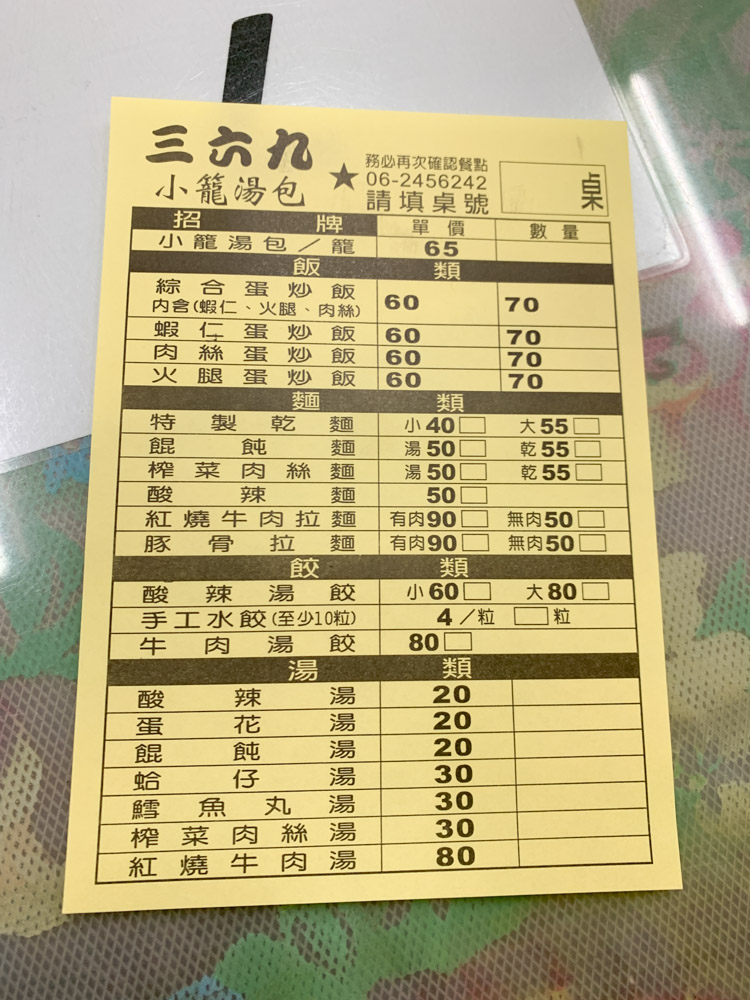 三六九
小籠湯包
★
務必再次確認餐點
06-2456242
請填桌號
桌
招牌 單價 數量
小籠湯包／籠 65
飯類
綜合蛋炒飯
內含(蝦仁、火腿、肉絲) 60 70
蝦仁蛋炒飯 60 70
肉絲蛋炒飯 60 70
火腿蛋炒飯 60 70
麵類
特製乾麵 小40□ 大55□
餛飩麵 湯50□ 乾55□
榨菜肉絲麵 湯50□ 乾55□
酸辣麵 50□
紅燒牛肉拉麵 有肉90□ 無肉50□
豚骨拉麵 有肉90□ 無肉50□
餃類
酸辣湯餃 小60□ 大80□
手工水餃(至少10粒) 4／粒 □粒
牛肉湯餃 80□
湯類
酸辣湯 20
蛋花湯 20
餛飩湯 20
蛤仔湯 30
鱈魚丸湯 30
榨菜肉絲湯 30
紅燒牛肉湯 80